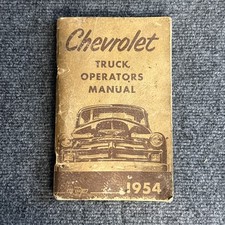 Chevrolet
TRUCK
OPERATORS
MANUAL
1954